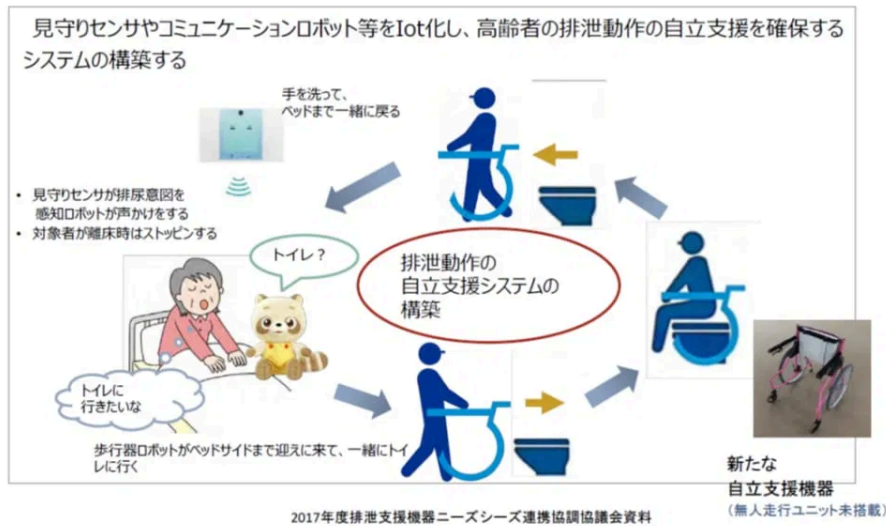 見守りセンサやコミュニケーションロボット等をIot化し、高齢者の排泄動作の自立支援を確保する
システムの構築する
手を洗って、
ベッドまで一緒に戻る
• 見守りセンサが排尿意図を
感知ロボットが声かけをする
• 対象者が離床時はストッピンする
トイレ？
排泄動作の
自立支援システムの
構築
トイレに
行きたいな
歩行器ロボットがベッドサイドまで迎えに来て、一緒にトイ
レに行く
新たな
自立支援機器
(無人走行ユニット未搭載)
2017年度排泄支援機器ニーズシーズ連携協調協議会資料